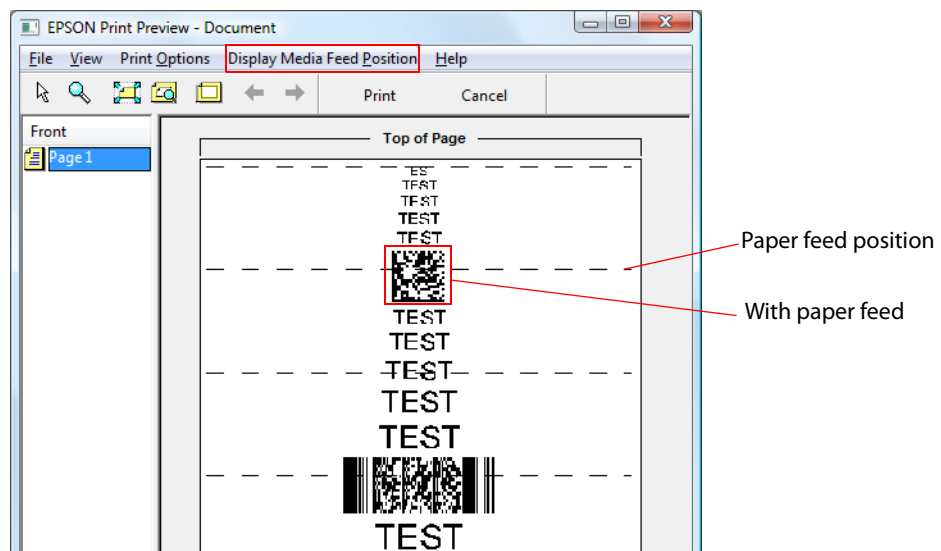 EPSON Print Preview - Document
File View Print Options Display Media Feed Position Help
Print Cancel
Front
Page 1
Top of Page
ES
TEST
TEST
TEST
TEST
Paper feed position
With paper feed
TEST
TEST
TEST
TEST
TEST
TEST